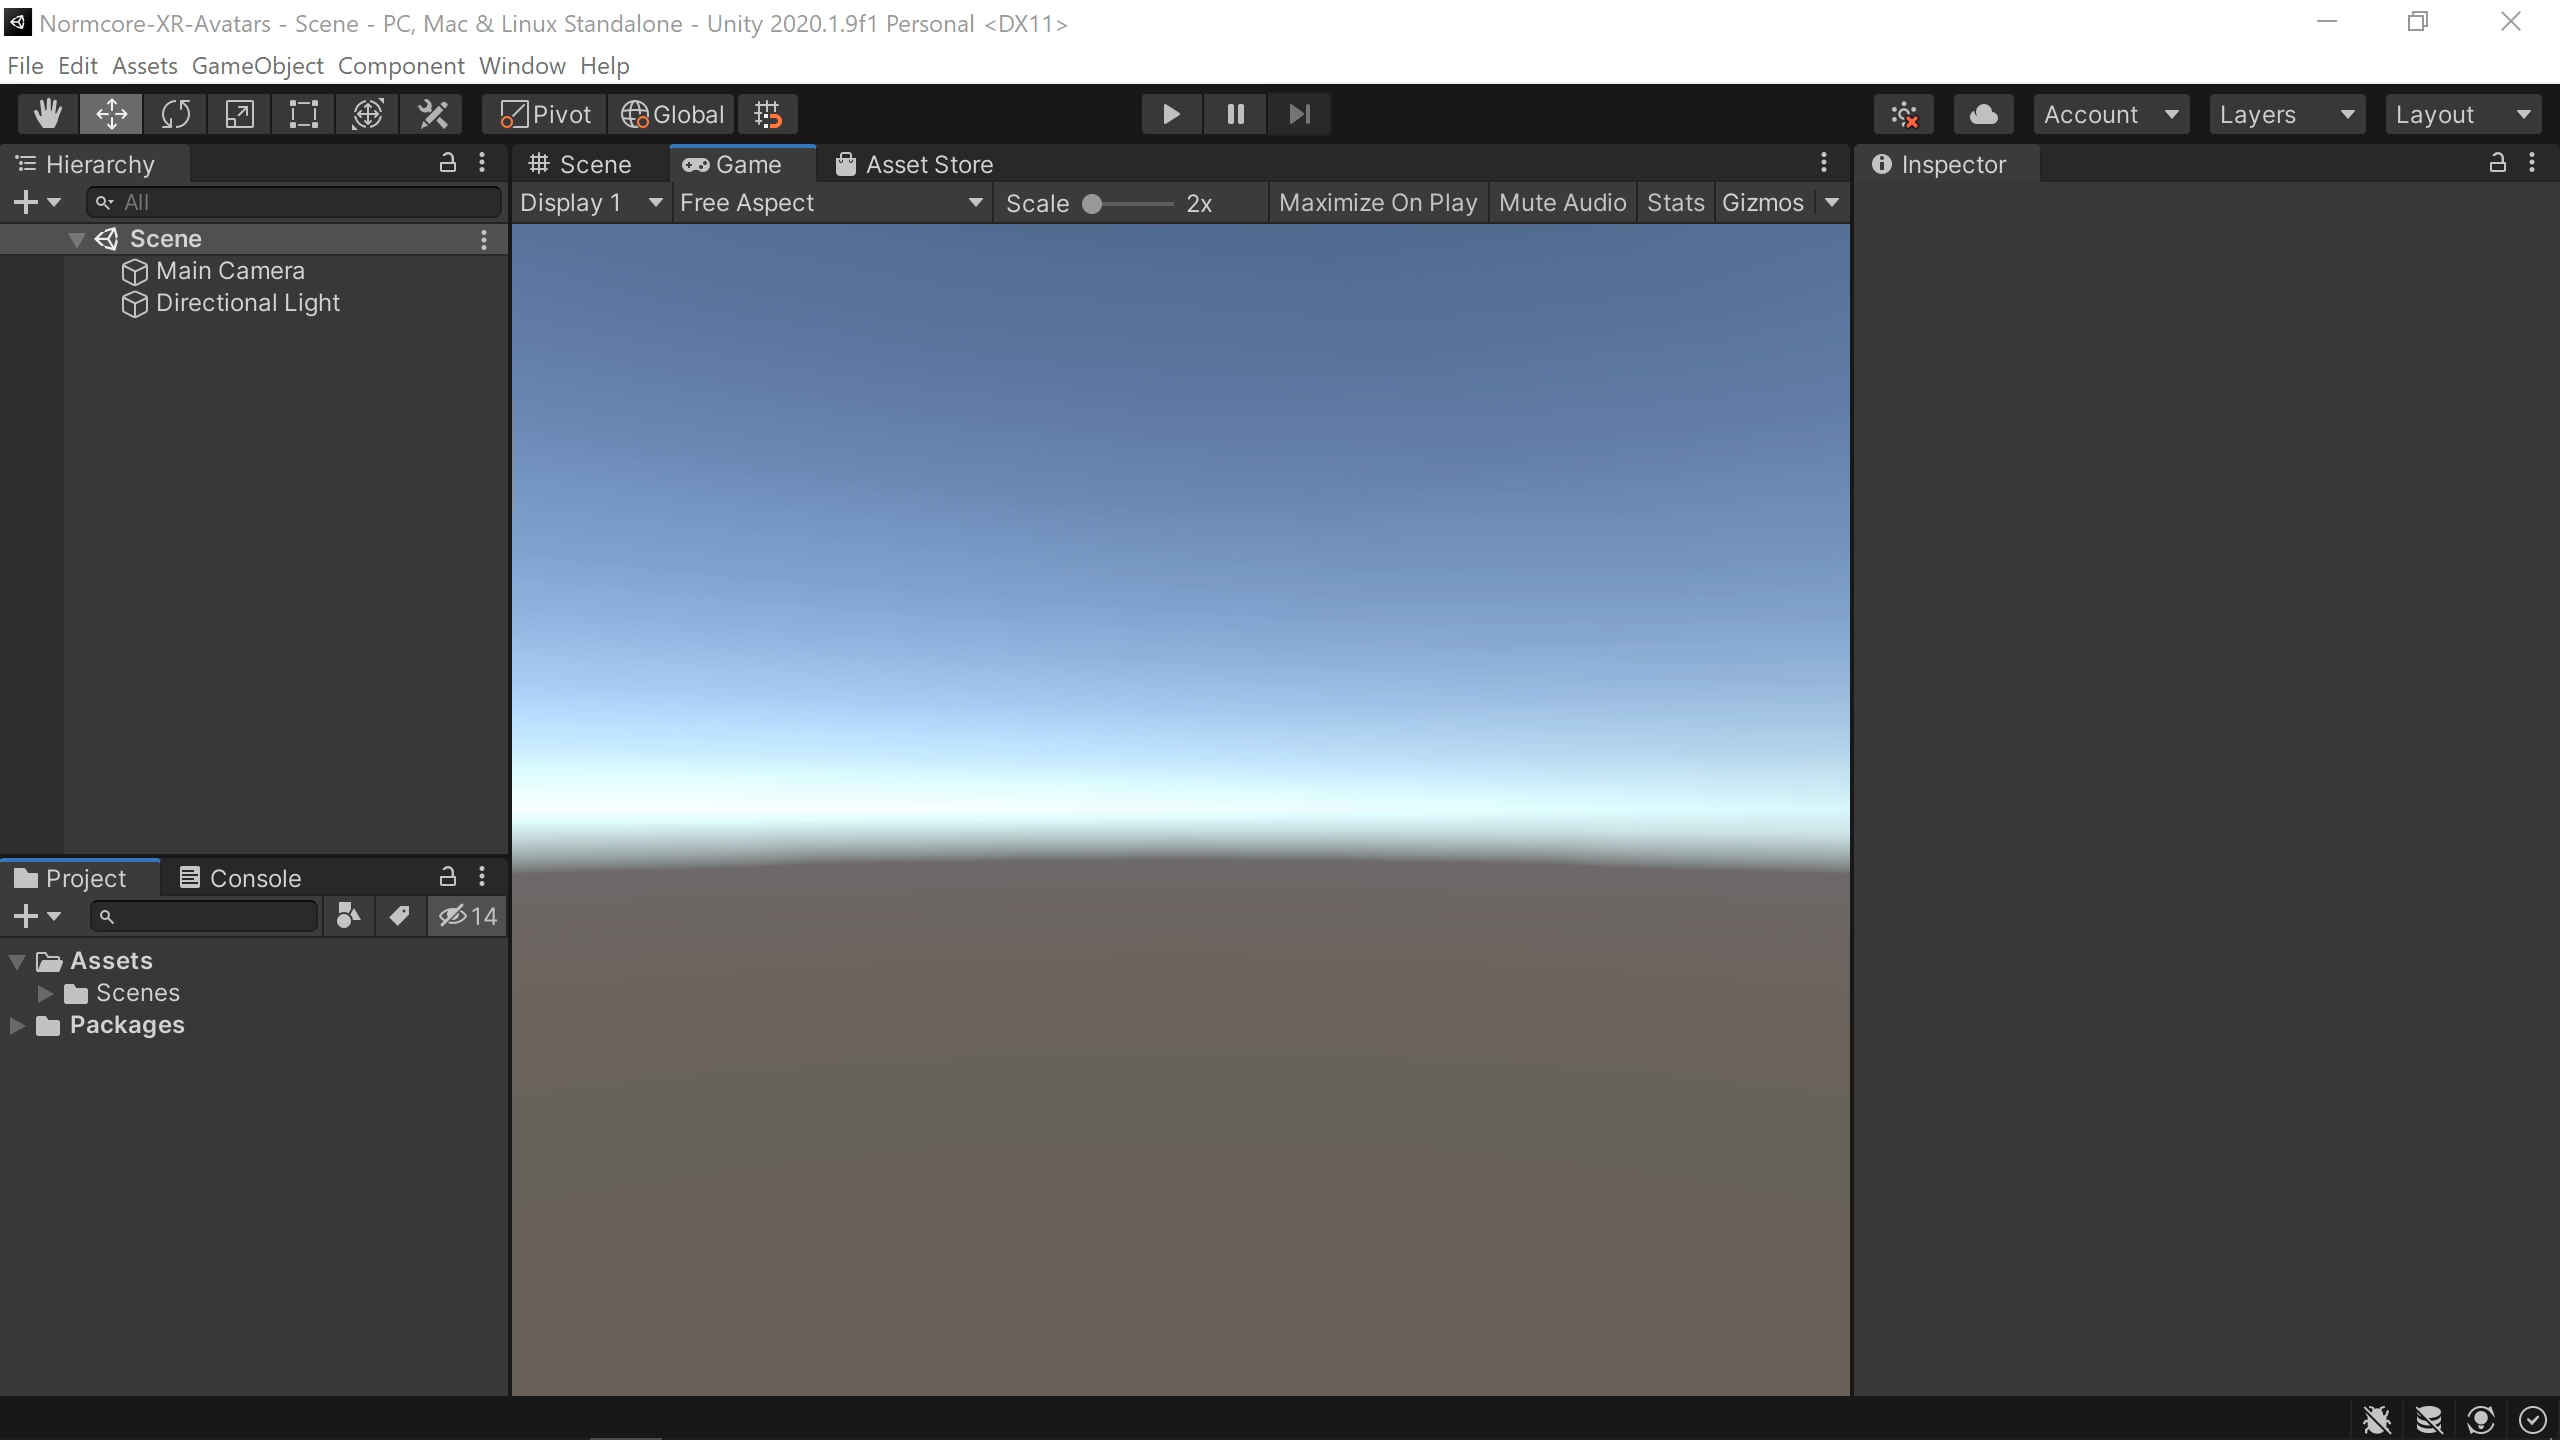 Normcore-XR-Avatars - Scene - PC, Mac & Linux Standalone - Unity 2020.1.9f1 Personal <DX11>
File Edit Assets GameObject Component Window Help
Pivot Global Account Layers Layout
Hierarchy
All
Scene
Main Camera
Directional Light
Scene Game Asset Store
Display 1 Free Aspect Scale 2x Maximize On Play Mute Audio Stats Gizmos
Inspector
Project Console
14
Assets
Scenes
Packages